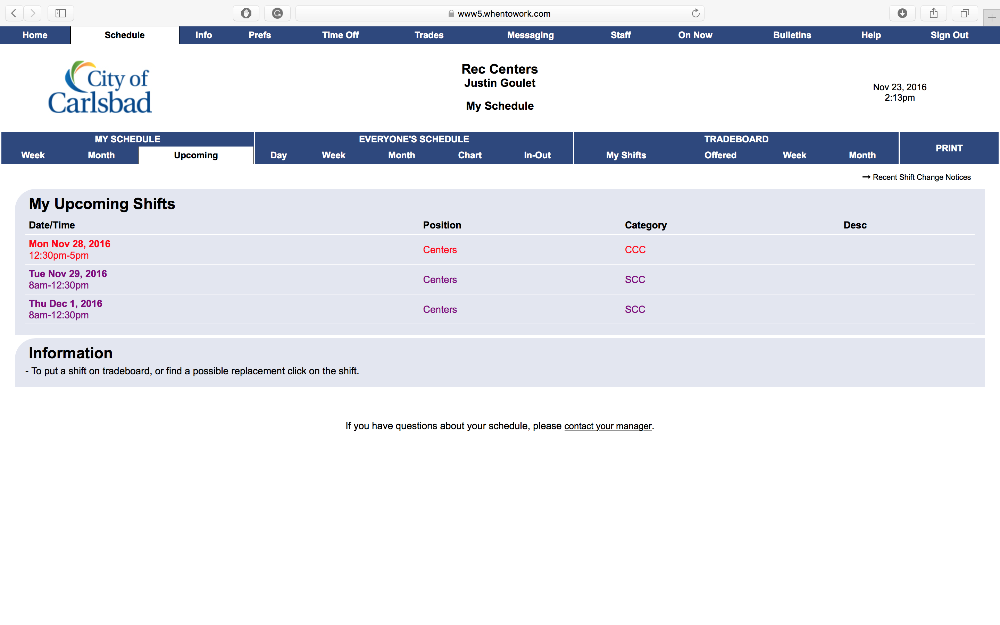 www5.whentowork.com
Home Schedule Info Prefs Time Off Trades Messaging Staff On Now Bulletins Help Sign Out
City of
Carlsbad
Rec Centers
Justin Goulet
My Schedule
Nov 23, 2016
2:13pm
MY SCHEDULE EVERYONE'S SCHEDULE TRADEBOARD PRINT
Week Month Upcoming Day Week Month Chart In-Out My Shifts Offered Week Month
→ Recent Shift Change Notices
My Upcoming Shifts
Date/Time Position Category Desc
Mon Nov 28, 2016
12:30pm-5pm Centers CCC
Tue Nov 29, 2016
8am-12:30pm Centers SCC
Thu Dec 1, 2016
8am-12:30pm Centers SCC
Information
- To put a shift on tradeboard, or find a possible replacement click on the shift.
If you have questions about your schedule, please contact your manager.